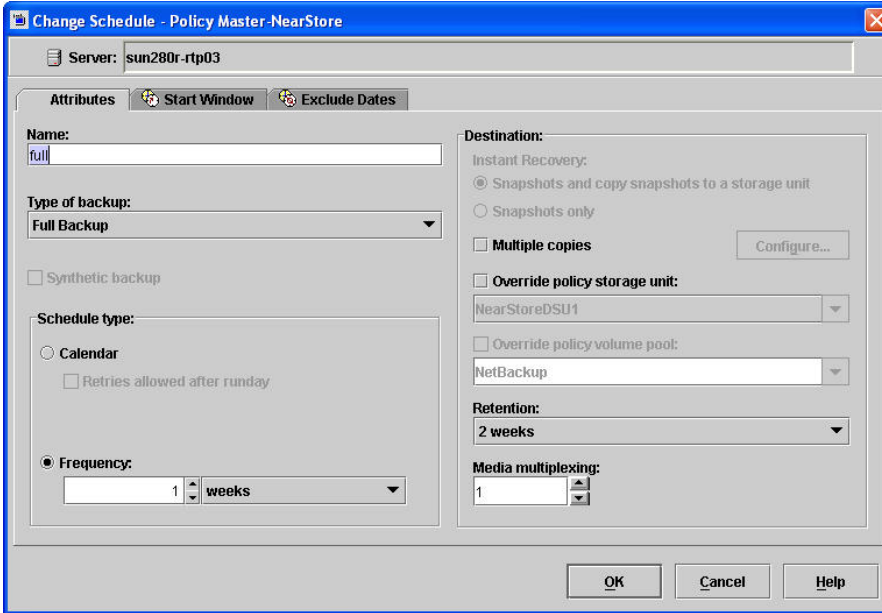 Change Schedule - Policy Master-NearStore
Server: sun280r-rtp03
Attributes
Start Window
Exclude Dates
Name:
full
Type of backup:
Full Backup
Synthetic backup
Schedule type:
Calendar
Retries allowed after runday
Frequency:
1 weeks
Destination:
Instant Recovery:
Snapshots and copy snapshots to a storage unit
Snapshots only
Multiple copies
Configure...
Override policy storage unit:
NearStoreDSU1
Override policy volume pool:
NetBackup
Retention:
2 weeks
Media multiplexing:
1
OK
Cancel
Help